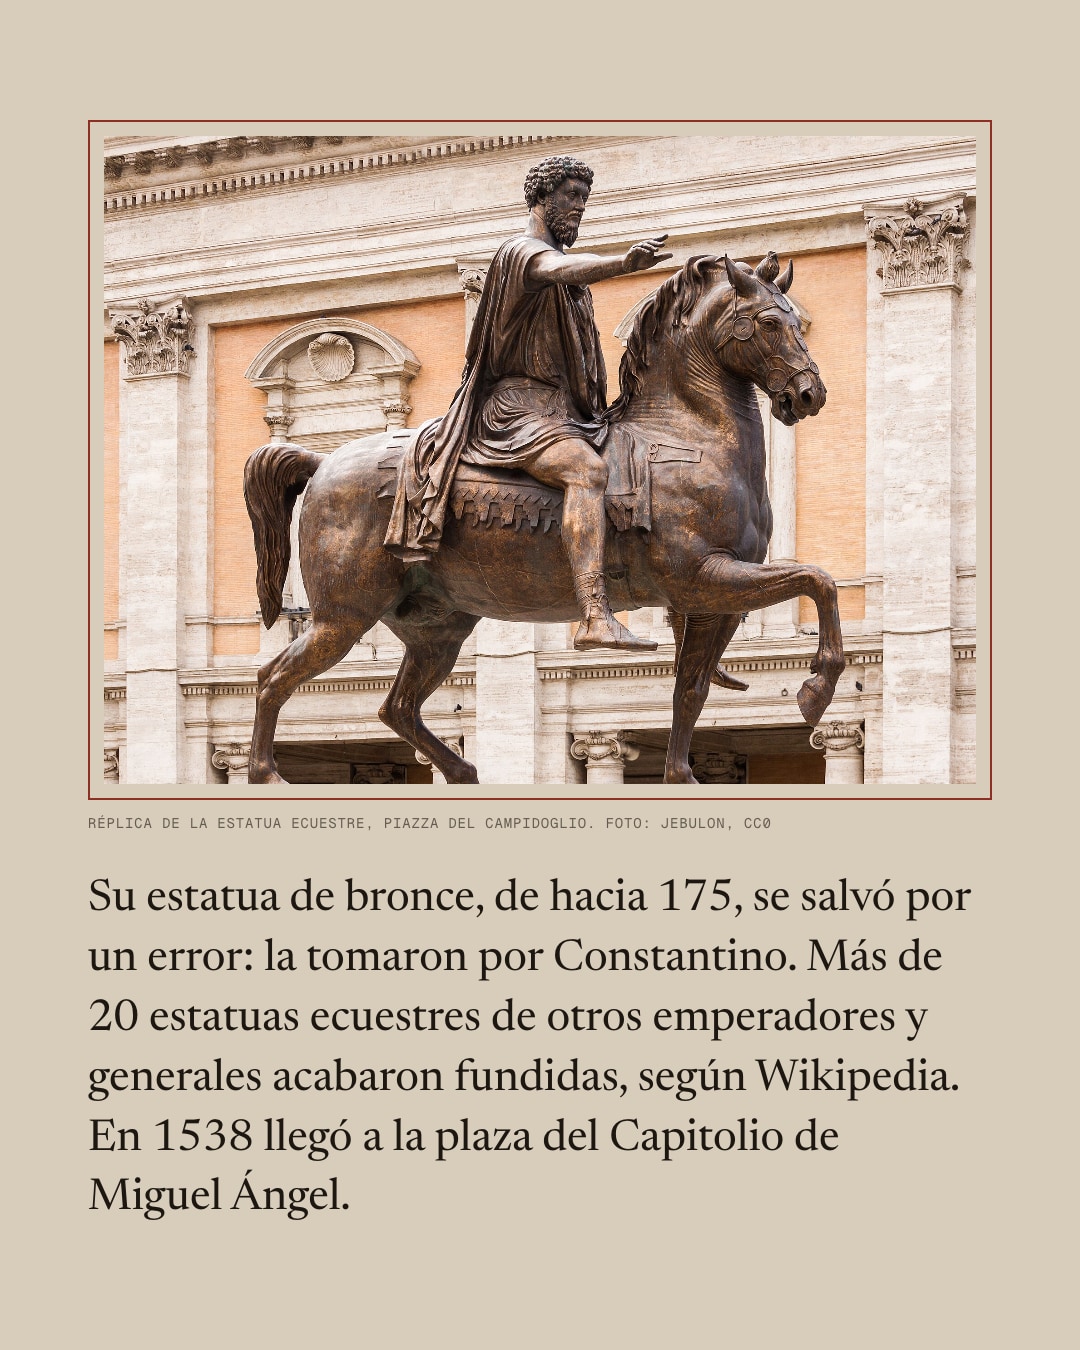 RÉPLICA DE LA ESTATUA ECUESTRE, PIAZZA DEL CAMPIDOGLIO. FOTO: JEBULON, CC0
Su estatua de bronce, de hacia 175, se salvó por
un error: la tomaron por Constantino. Más de
20 estatuas ecuestres de otros emperadores y
generales acabaron fundidas, según Wikipedia.
En 1538 llegó a la plaza del Capitolio de
Miguel Ángel.